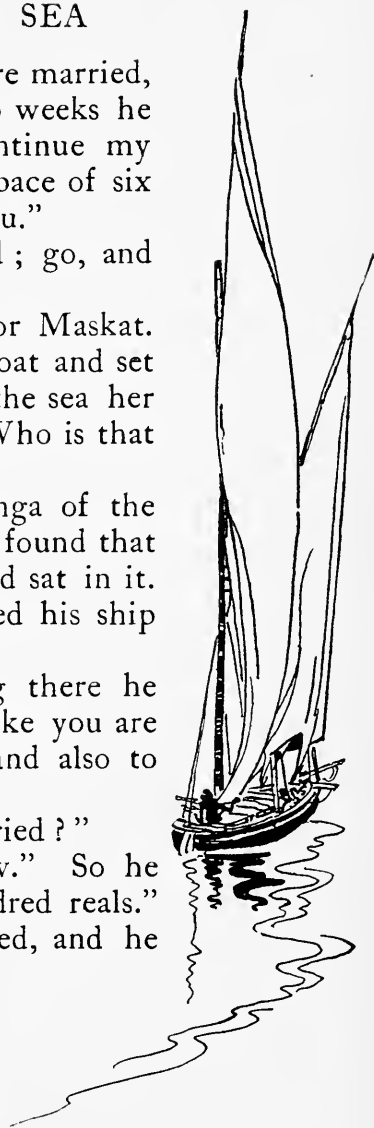 SEA
re married,
weeks he
ntinue my
pace of six
u.”
d ; go, and
or Maskat.
oat and set
the sea her
Who is that
nga of the
found that
d sat in it.
ed his ship
g there he
ke you are
and also to
ried ? ”
v.” So he
dred reals.”
ed, and he